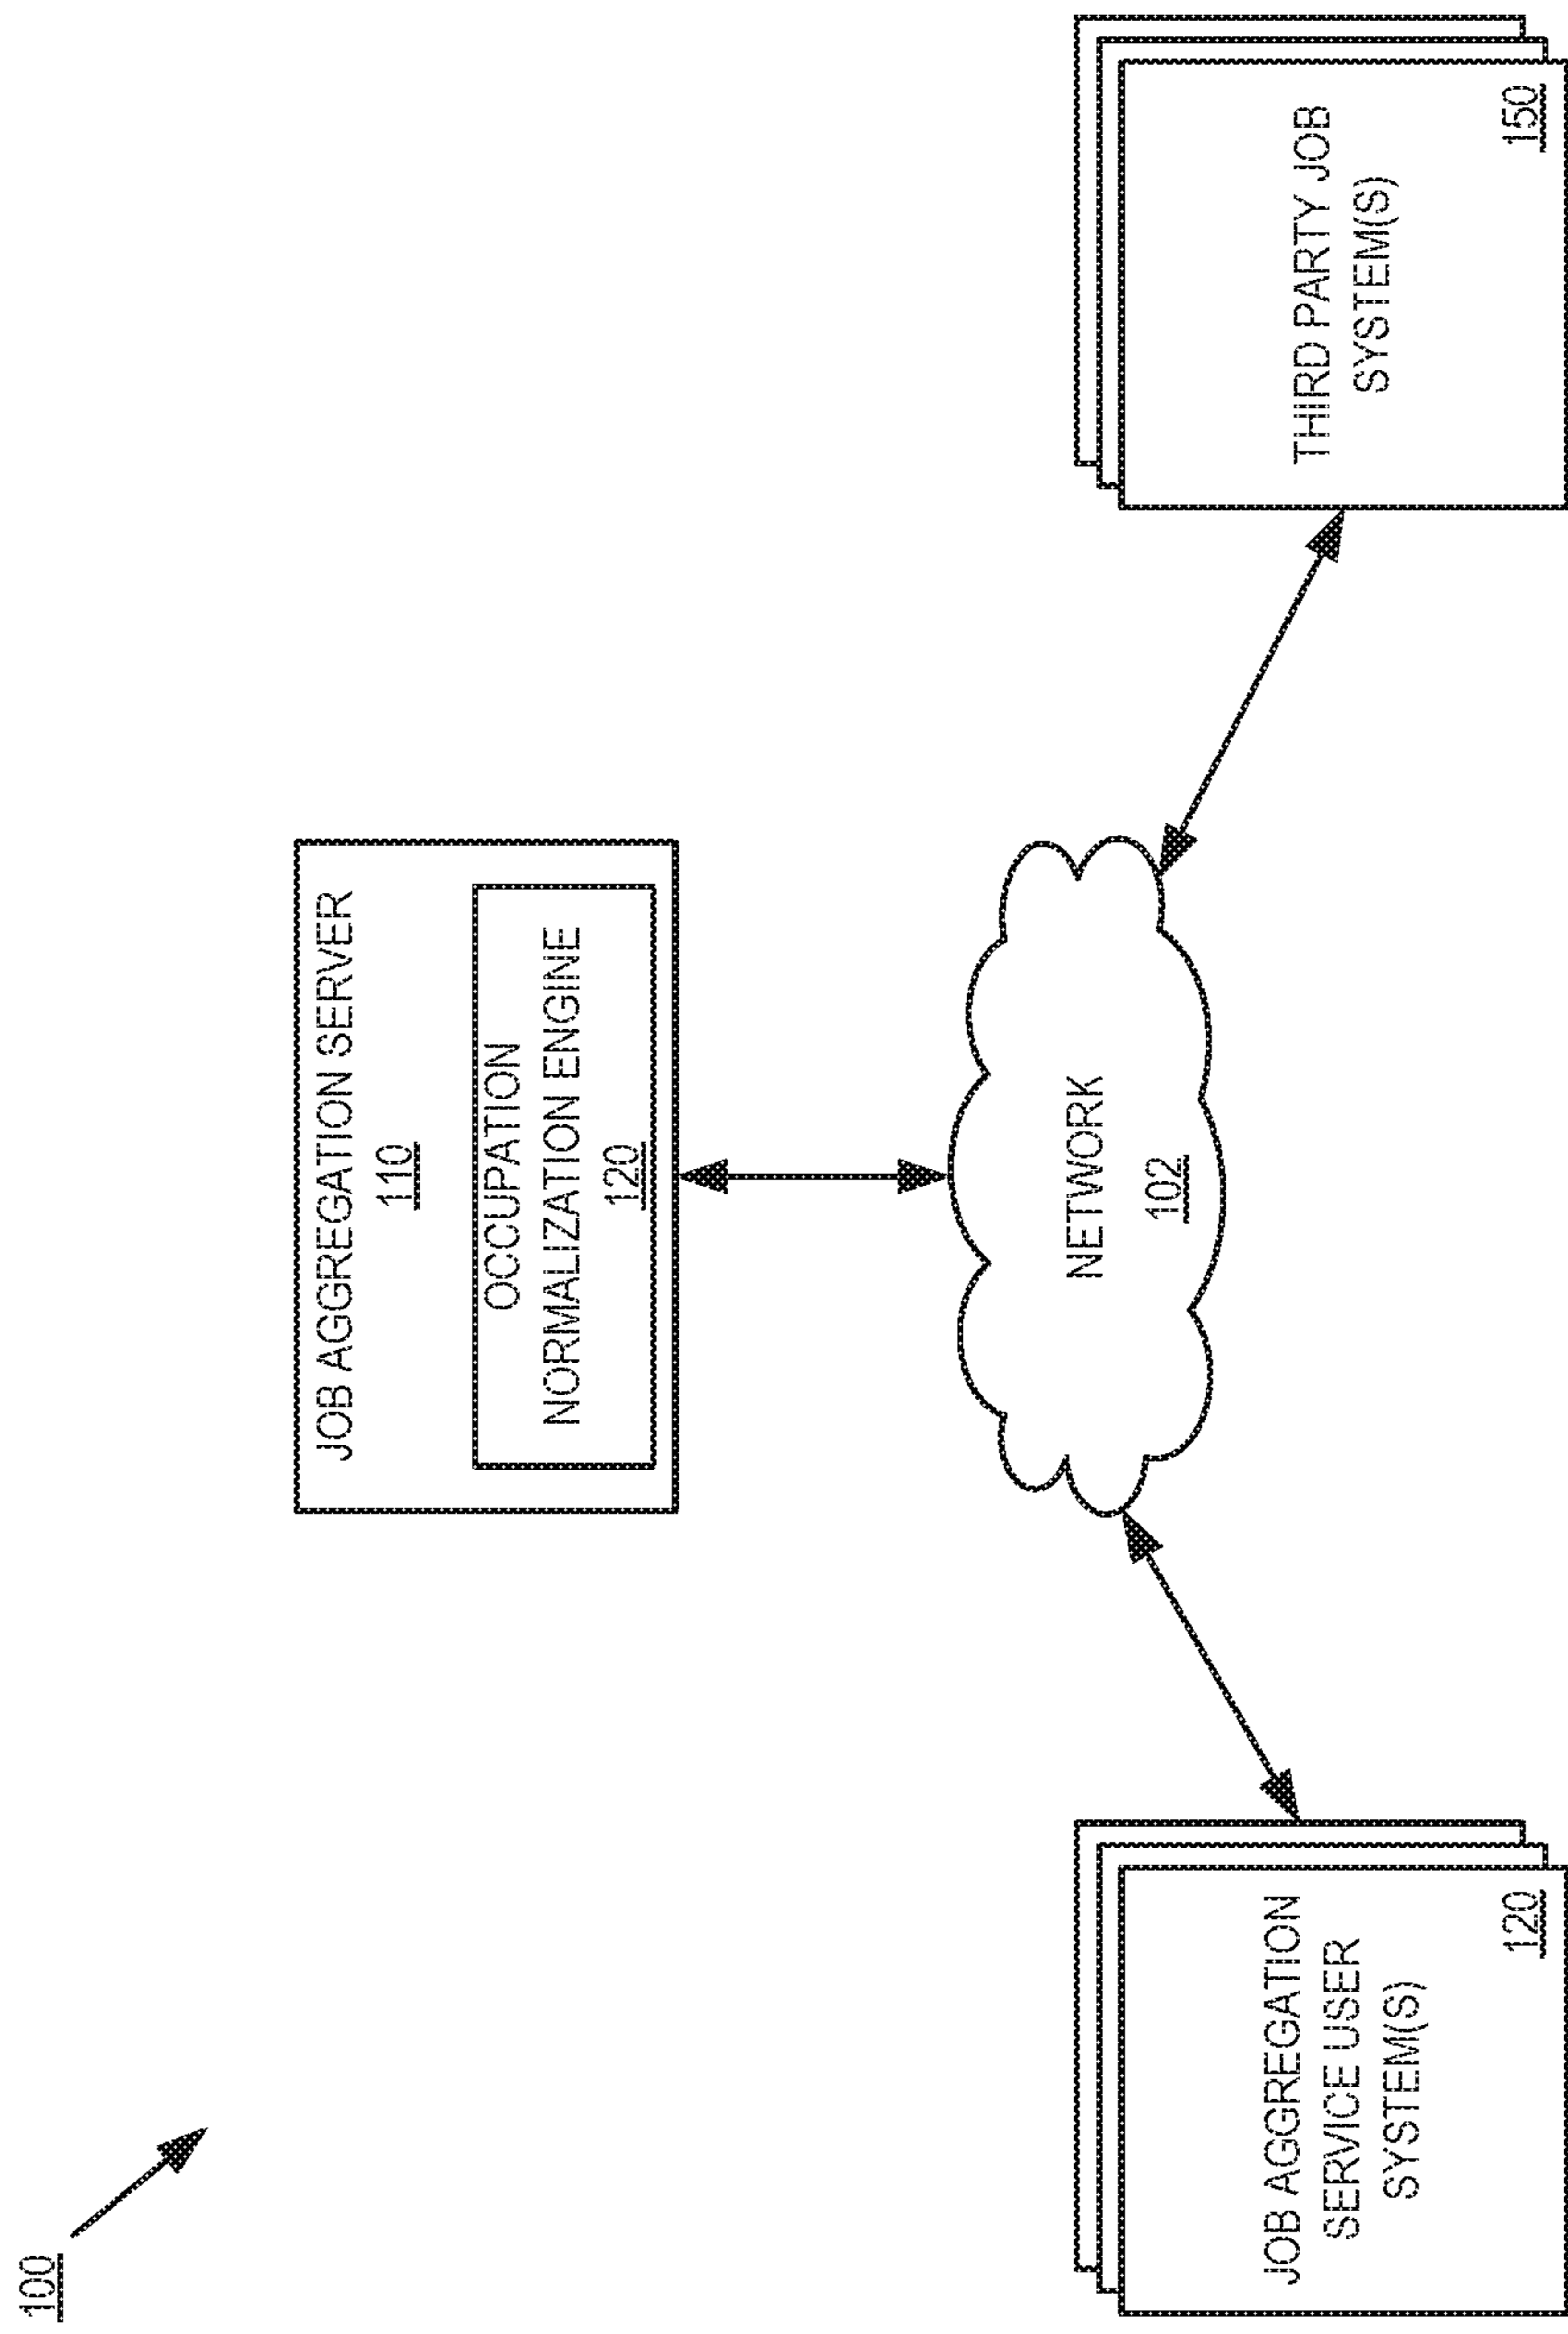 100
JOB AGGREGATION SERVER
110
OCCUPATION
NORMALIZATION ENGINE
120
NETWORK
102
JOB AGGREGATION
SERVICE USER
SYSTEM(S)
120
THIRD PARTY JOB
SYSTEM(S)
150